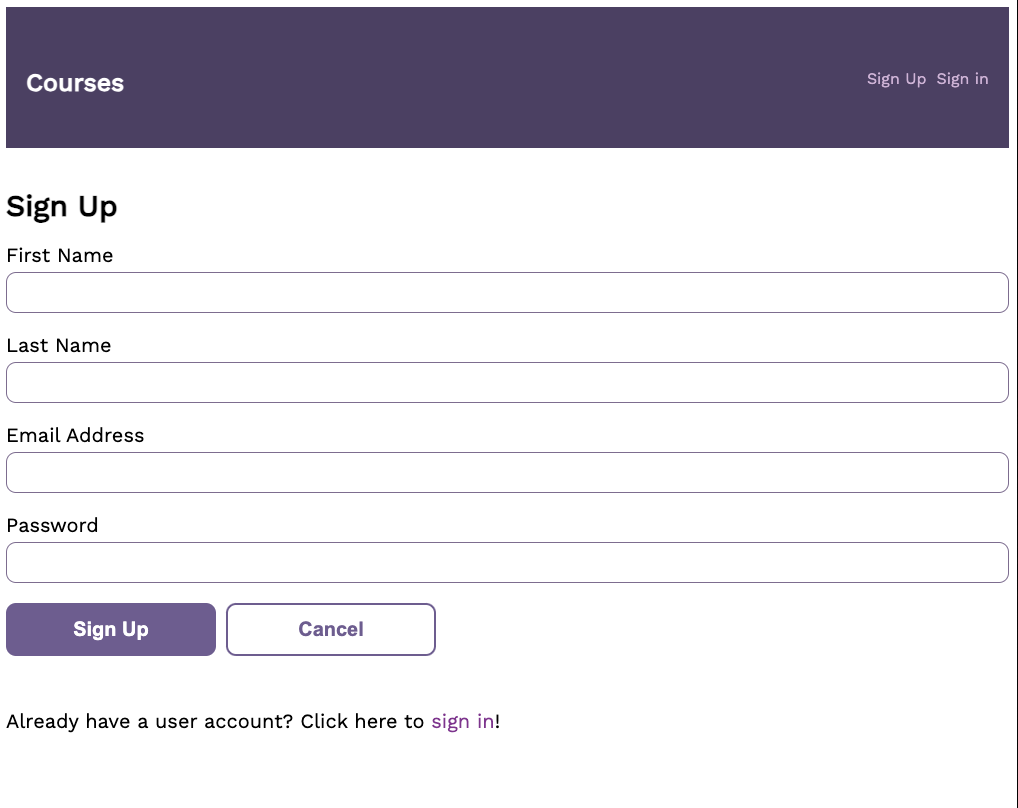 Courses
Sign Up Sign in
Sign Up
First Name
Last Name
Email Address
Password
Sign Up
Cancel
Already have a user account? Click here to sign in!